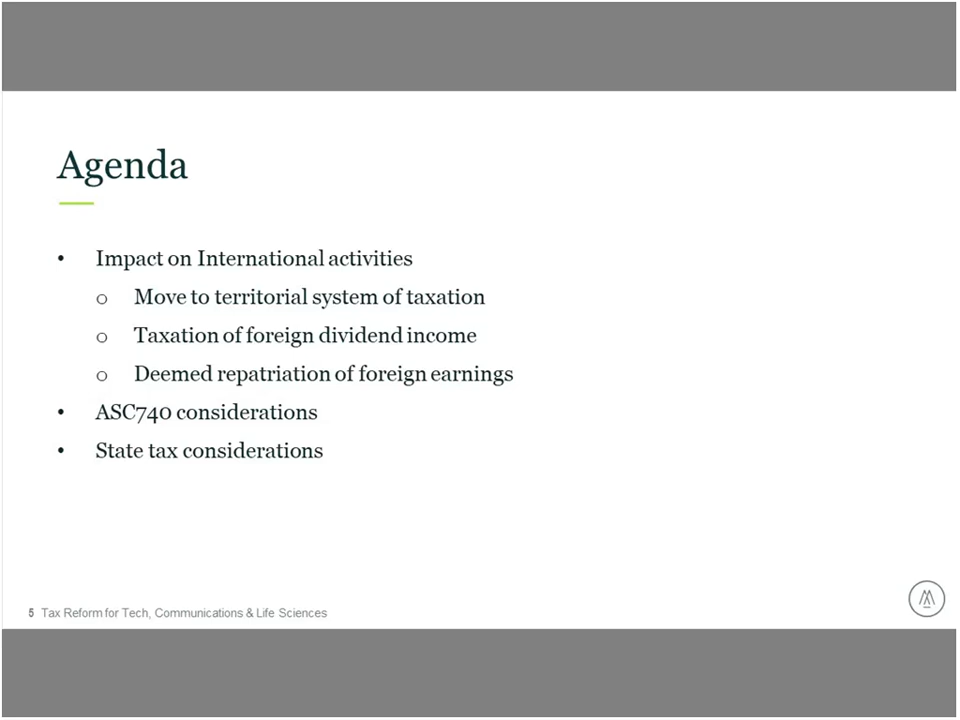 Agenda
• Impact on International activities
o Move to territorial system of taxation
o Taxation of foreign dividend income
o Deemed repatriation of foreign earnings
• ASC740 considerations
• State tax considerations
5 Tax Reform for Tech, Communications & Life Sciences